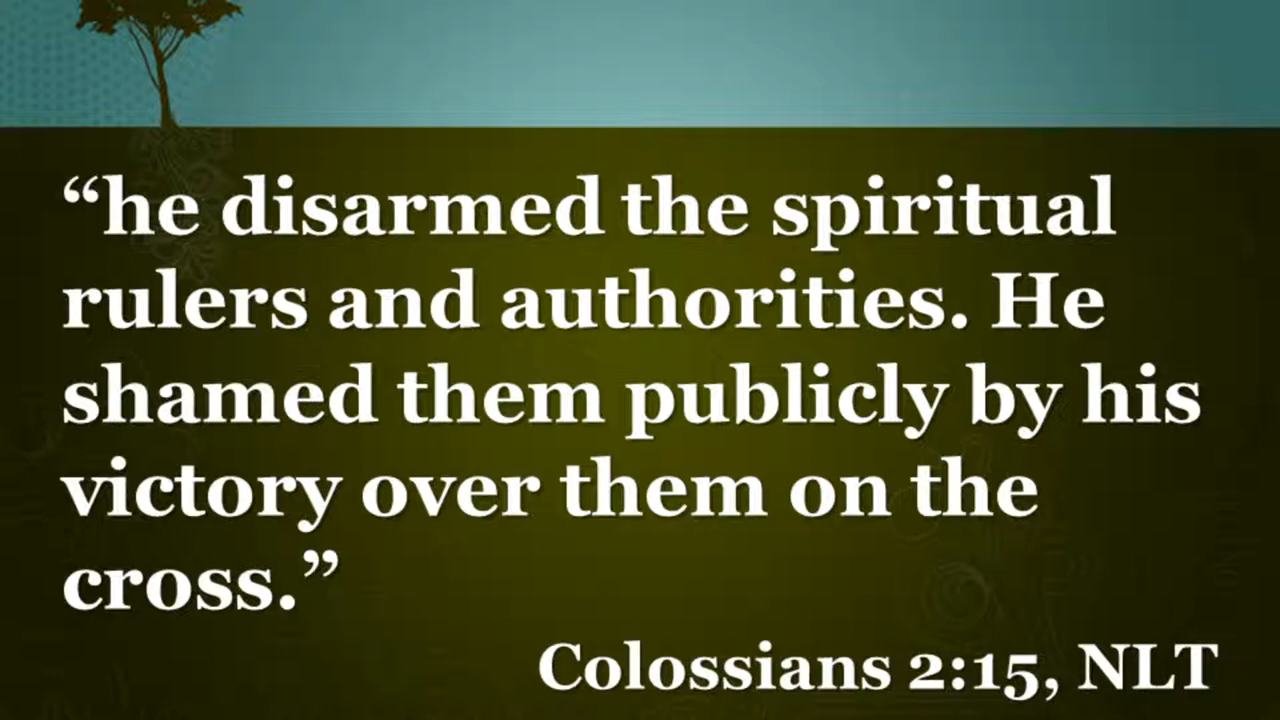 “he disarmed the spiritual
rulers and authorities. He
shamed them publicly by his
victory over them on the
cross.”
Colossians 2:15, NLT